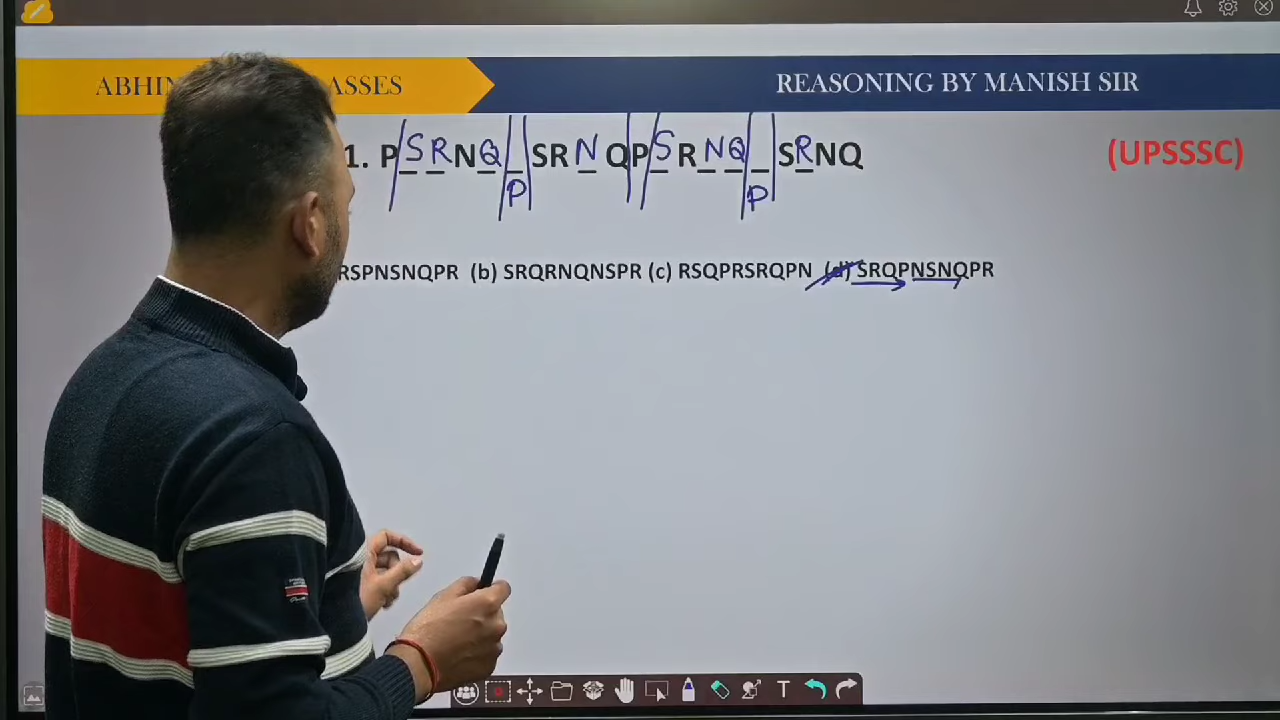 ABHIN ASSES REASONING BY MANISH SIR
1. P S R N Q _ SR N QP S R N Q _ S R NQ (UPSSSC)
P P
RSPNSNQPR (b) SRQRNQNSPR (c) RSQPRSRQPN (d) SRQPNSNQPR
T